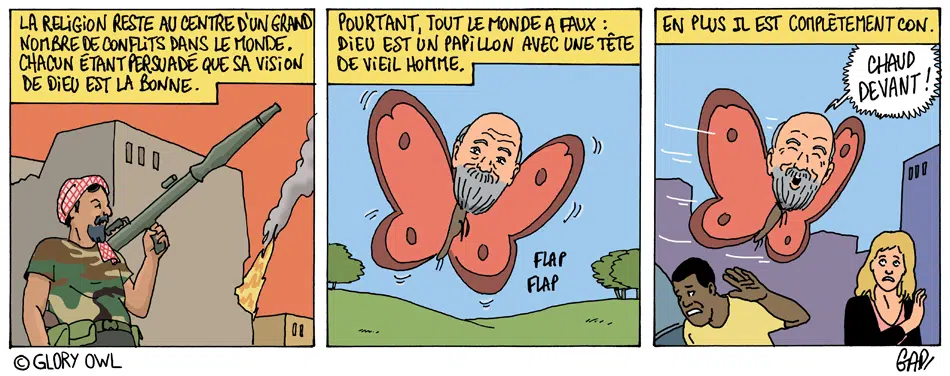 LA RELIGION RESTE AU CENTRE D'UN GRAND
NOMBRE DE CONFLITS DANS LE MONDE.
CHACUN ÉTANT PERSUADÉ QUE SA VISION
DE DIEU EST LA BONNE.
POURTANT, TOUT LE MONDE A FAUX :
DIEU EST UN PAPILLON AVEC UNE TÊTE
DE VIEIL HOMME.
FLAP
FLAP
EN PLUS IL EST COMPLÈTEMENT CON.
CHAUD
DEVANT !
© GLORY OWL
GAD